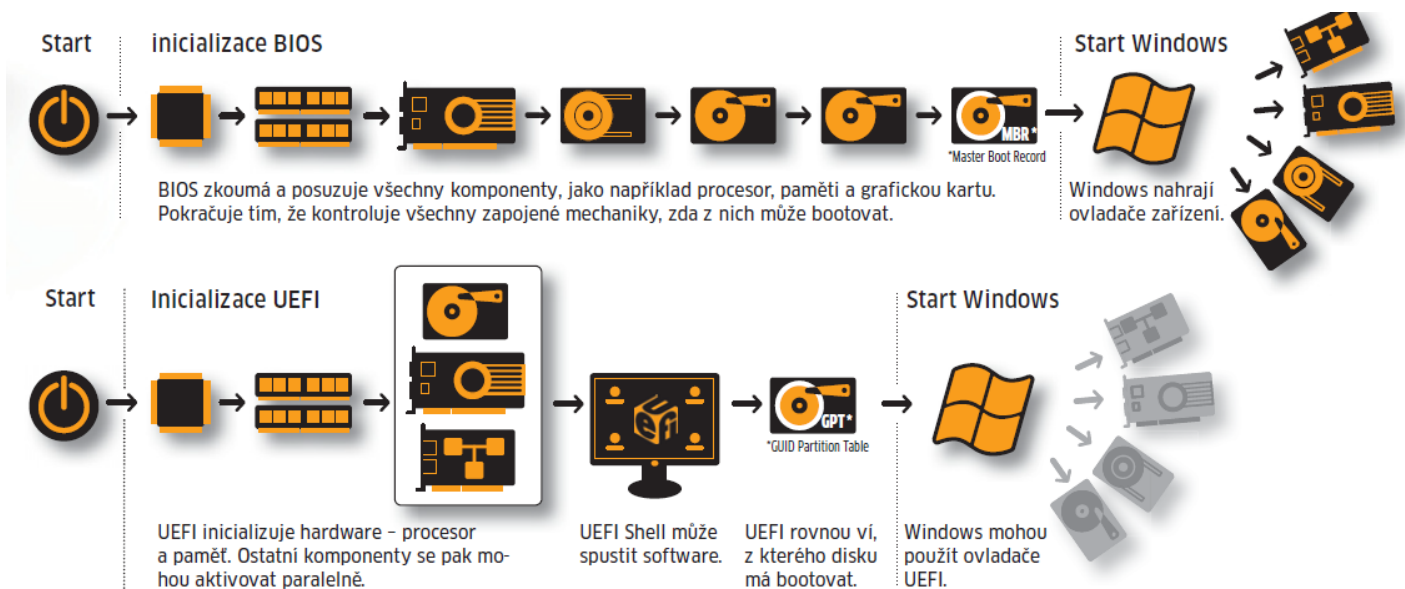 Start
inicializace BIOS
Start Windows
MBR*
*Master Boot Record
BIOS zkoumá a posuzuje všechny komponenty, jako například procesor, paměti a grafickou kartu.
Pokračuje tím, že kontroluje všechny zapojené mechaniky, zda z nich může bootovat.
Windows nahrají
ovladače zařízení.
Start
Inicializace UEFI
Start Windows
UEFI
GPT*
*GUID Partition Table
UEFI inicializuje hardware – procesor
a paměť. Ostatní komponenty se pak mo-
hou aktivovat paralelně.
UEFI Shell může
spustit software.
UEFI rovnou ví,
z kterého disku
má bootovat.
Windows mohou
použít ovladače
UEFI.